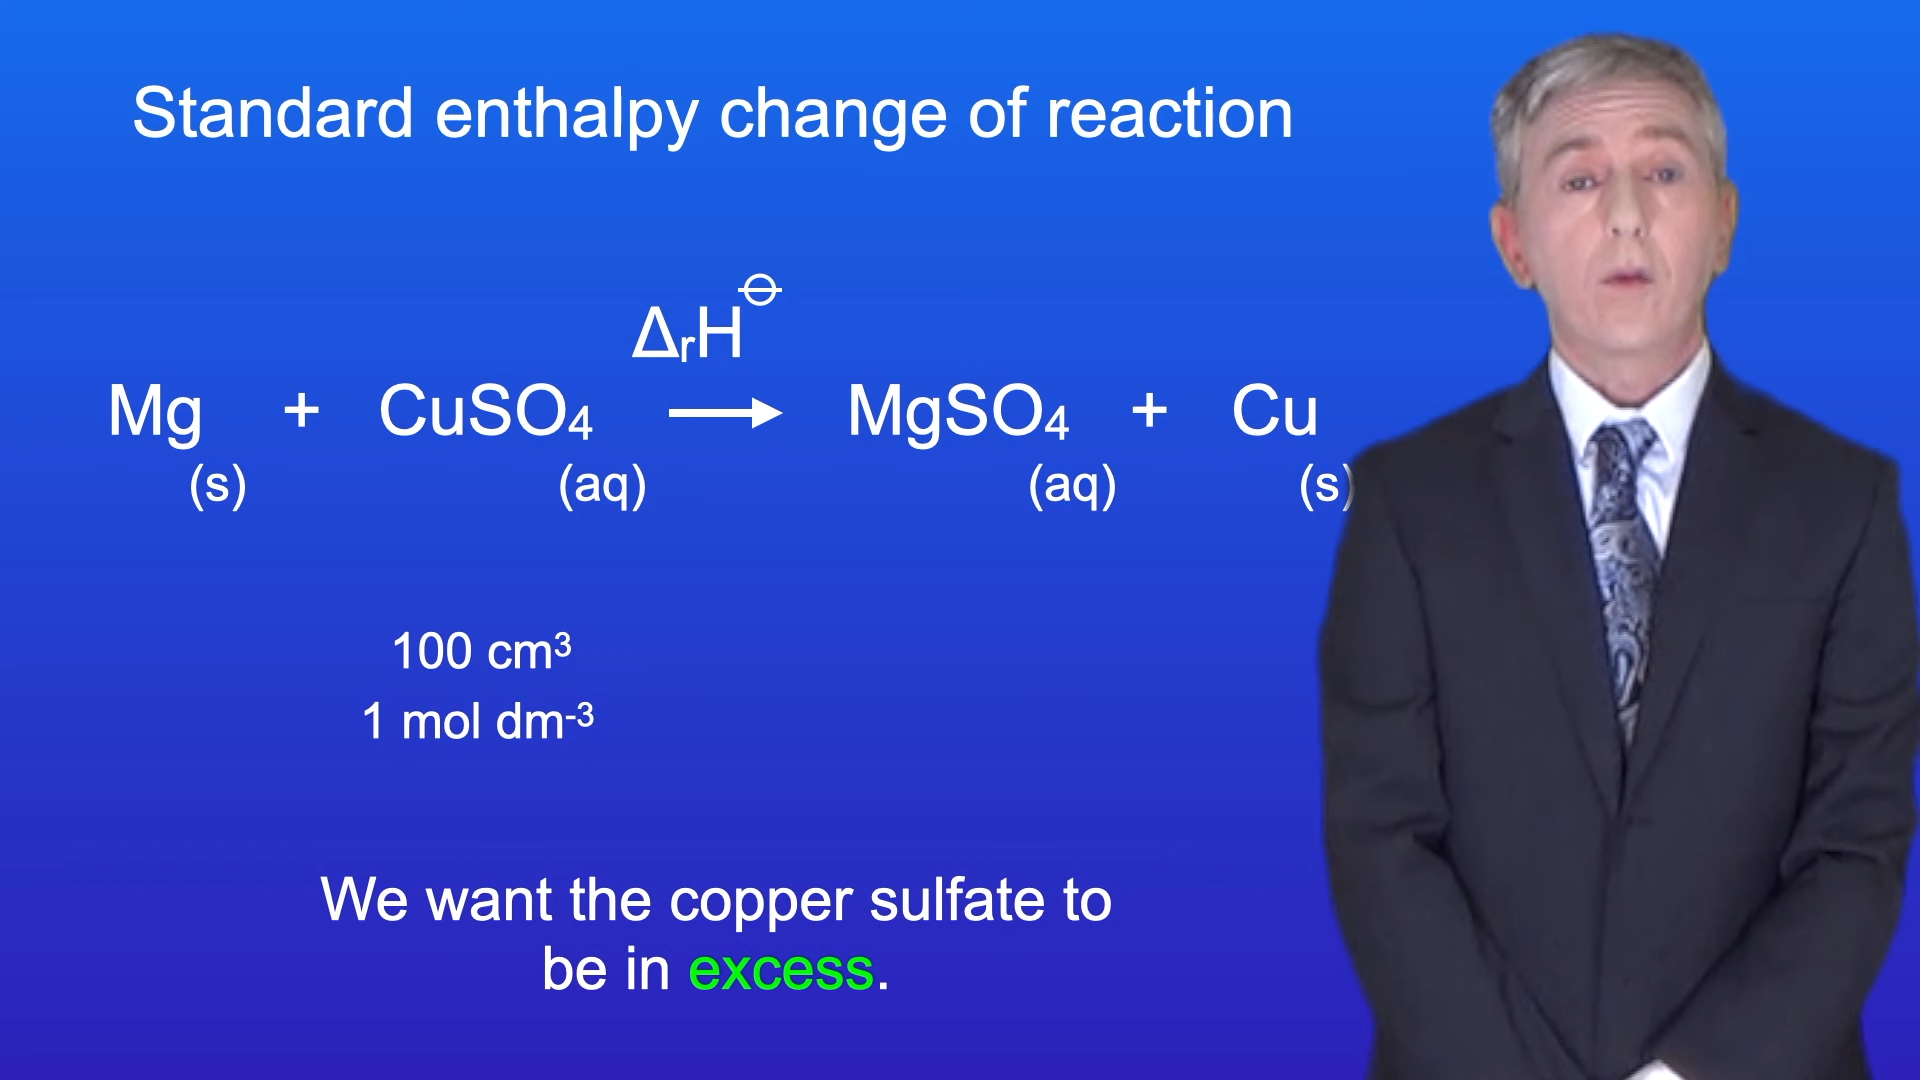 Standard enthalpy change of reaction
ΔrH⊖
Mg + CuSO₄ → MgSO₄ + Cu
(s) (aq) (aq) (s)
100 cm³
1 mol dm⁻³
We want the copper sulfate to
be in excess.